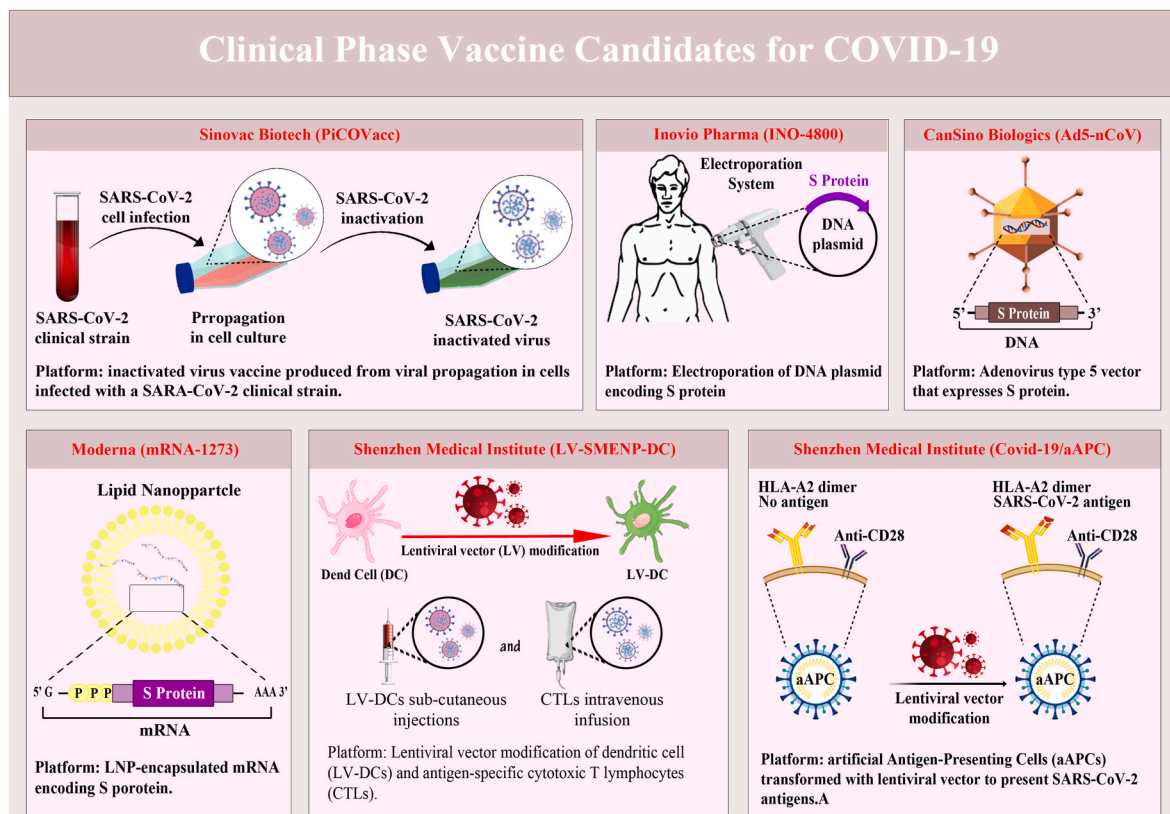 Clinical Phase Vaccine Candidates for COVID-19
Sinovac Biotech (PiCOVacc)
SARS-CoV-2
cell infection
SARS-CoV-2
inactivation
SARS-CoV-2
clinical strain
Prropagation
in cell culture
SARS-CoV-2
inactivated virus
Platform: inactivated virus vaccine produced from viral propagation in cells
infected with a SARA-CoV-2 clinical strain.
Inovio Pharma (INO-4800)
Electroporation
System
S Protein
DNA
plasmid
Platform: Electroporation of DNA plasmid
encoding S protein
CanSino Biologics (Ad5-nCoV)
5’
S Protein
3’
DNA
Platform: Adenovirus type 5 vector
that expresses S protein.
Moderna (mRNA-1273)
Lipid Nanoppartcle
5’ G
P P P
S Protein
AAA 3’
mRNA
Platform: LNP-encapsulated mRNA
encoding S porotein.
Shenzhen Medical Institute (LV-SMENP-DC)
Lentiviral vector (LV) modification
Dend Cell (DC)
LV-DC
and
LV-DCs sub-cutaneous
injections
CTLs intravenous
infusion
Platform: Lentiviral vector modification of dendritic cell
(LV-DCs) and antigen-specific cytotoxic T lymphocytes
(CTLs).
Shenzhen Medical Institute (Covid-19/aAPC)
HLA-A2 dimer
No antigen
Anti-CD28
HLA-A2 dimer
SARS-CoV-2 antigen
Anti-CD28
aAPC
aAPC
Lentiviral vector
modification
Platform: artificial Antigen-Presenting Cells (aAPCs)
transformed with lentiviral vector to present SARS-CoV-2
antigens.A